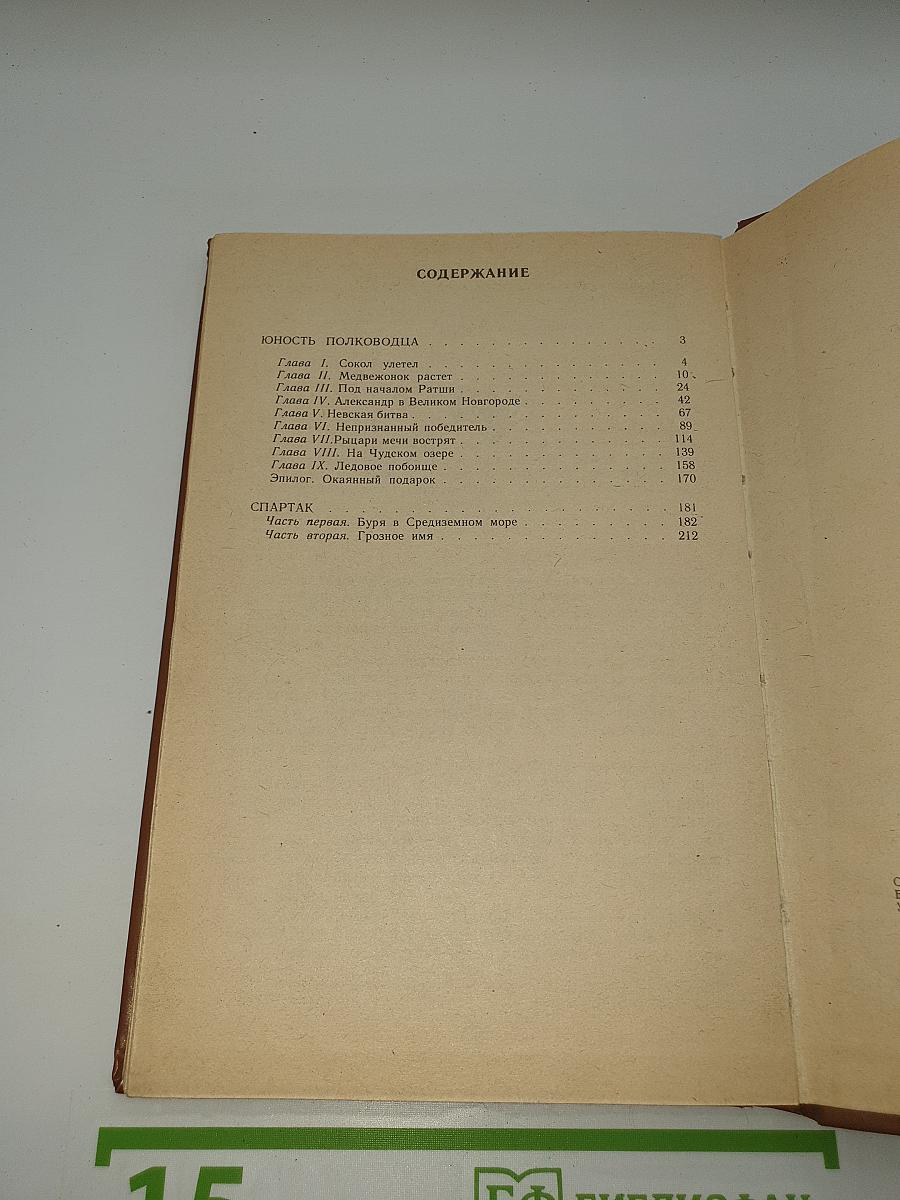 СОДЕРЖАНИЕ
ЮНОСТЬ ПОЛКОВОДЦА . . . . . . . . . . . . . . . 3
Глава I. Сокол улетел . . . . . . . . . . . . . . . 4
Глава II. Медвежонок растет . . . . . . . . . . . . 10
Глава III. Под началом Ратши . . . . . . . . . . . . 24
Глава IV. Александр в Великом Новгороде . . . . . . . . 42
Глава V. Невская битва . . . . . . . . . . . . . . . 67
Глава VI. Непризнанный победитель . . . . . . . . . . 89
Глава VII.Рыцари мечи вострят . . . . . . . . . . . . 114
Глава VIII. На Чудском озере . . . . . . . . . . . . 139
Глава IX. Ледовое побоище . . . . . . . . . . . . . 158
Эпилог. Окаянный подарок . . . . . . . . . . . . . 170
СПАРТАК . . . . . . . . . . . . . . . . . . . . 181
Часть первая. Буря в Средиземном море . . . . . . . . 182
Часть вторая. Грозное имя . . . . . . . . . . . . . 212
15
БФ